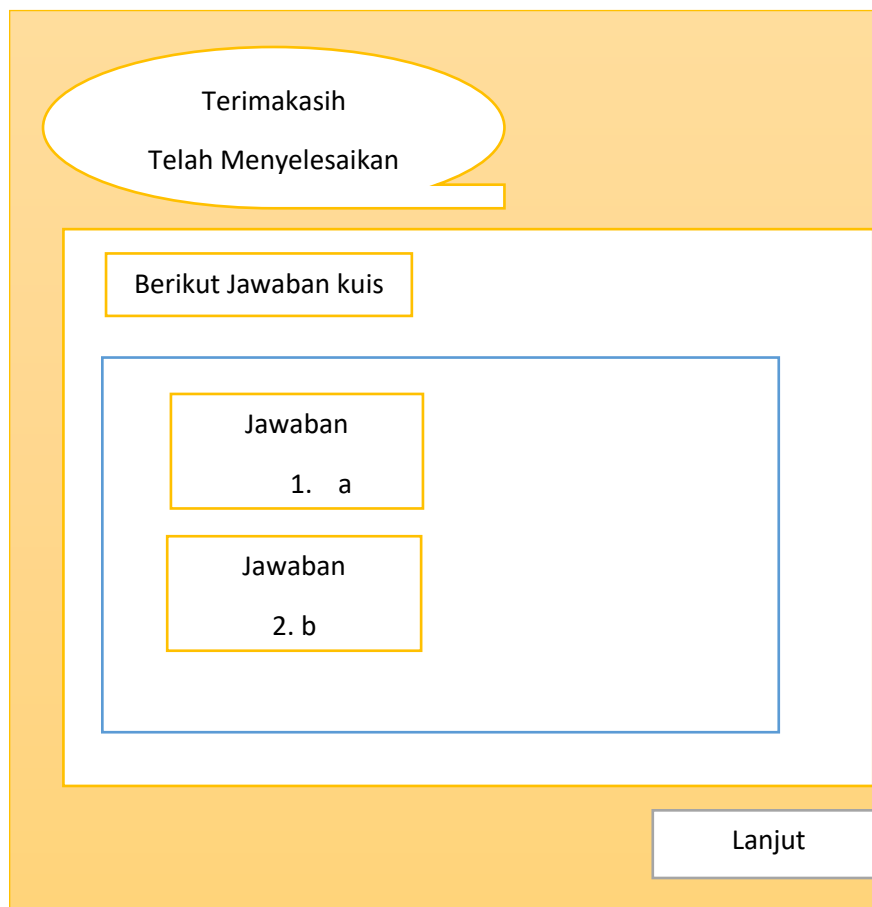 Terimakasih
Telah Menyelesaikan
Berikut Jawaban kuis
Jawaban
1. a
Jawaban
2. b
Lanjut